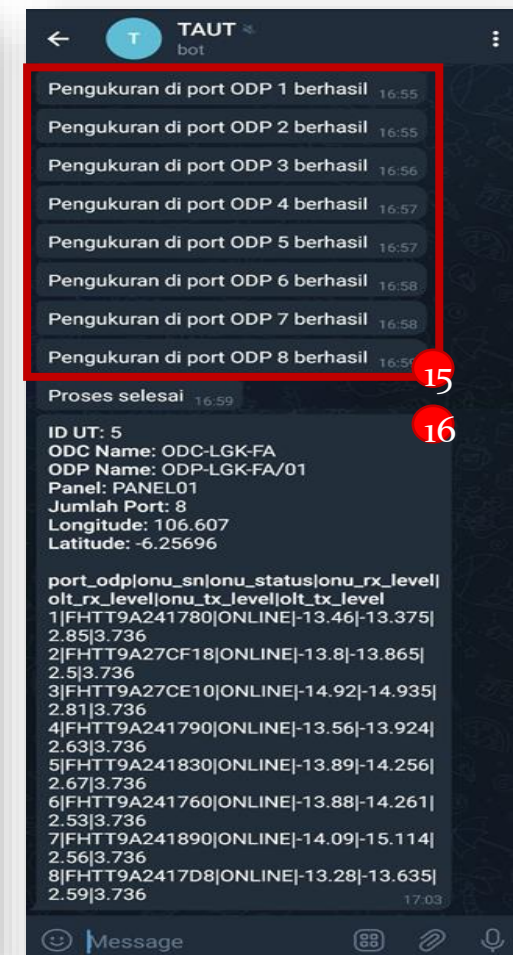 TAUT
T
bot
Pengukuran di port ODP 1 berhasil 16:55
Pengukuran di port ODP 2 berhasil 16:55
Pengukuran di port ODP 3 berhasil 16:56
Pengukuran di port ODP 4 berhasil 16:57
Pengukuran di port ODP 5 berhasil 16:57
Pengukuran di port ODP 6 berhasil 16:58
Pengukuran di port ODP 7 berhasil 16:58
Pengukuran di port ODP 8 berhasil
15
Proses selesai 16:59
16
ID UT: 5
ODC Name: ODC-LGK-FA
ODP Name: ODP-LGK-FA/01
Panel: PANEL01
Jumlah Port: 8
Longitude: 106.607
Latitude: -6.25696
port_odp|onu_sn|onu_status|onu_rx_level|
olt_rx_level|onu_tx_level|olt_tx_level
1|FHTT9A241780|ONLINE|-13.46|-13.375|
2.85|3.736
2|FHTT9A27CF18|ONLINE|-13.8|-13.865|
2.5|3.736
3|FHTT9A27CE10|ONLINE|-14.92|-14.935|
2.81|3.736
4|FHTT9A241790|ONLINE|-13.56|-13.924|
2.63|3.736
5|FHTT9A241830|ONLINE|-13.89|-14.256|
2.67|3.736
6|FHTT9A241760|ONLINE|-13.88|-14.261|
2.53|3.736
7|FHTT9A241890|ONLINE|-14.09|-15.114|
2.56|3.736
8|FHTT9A2417D8|ONLINE|-13.28|-13.635|
2.59|3.736
17:03
Message